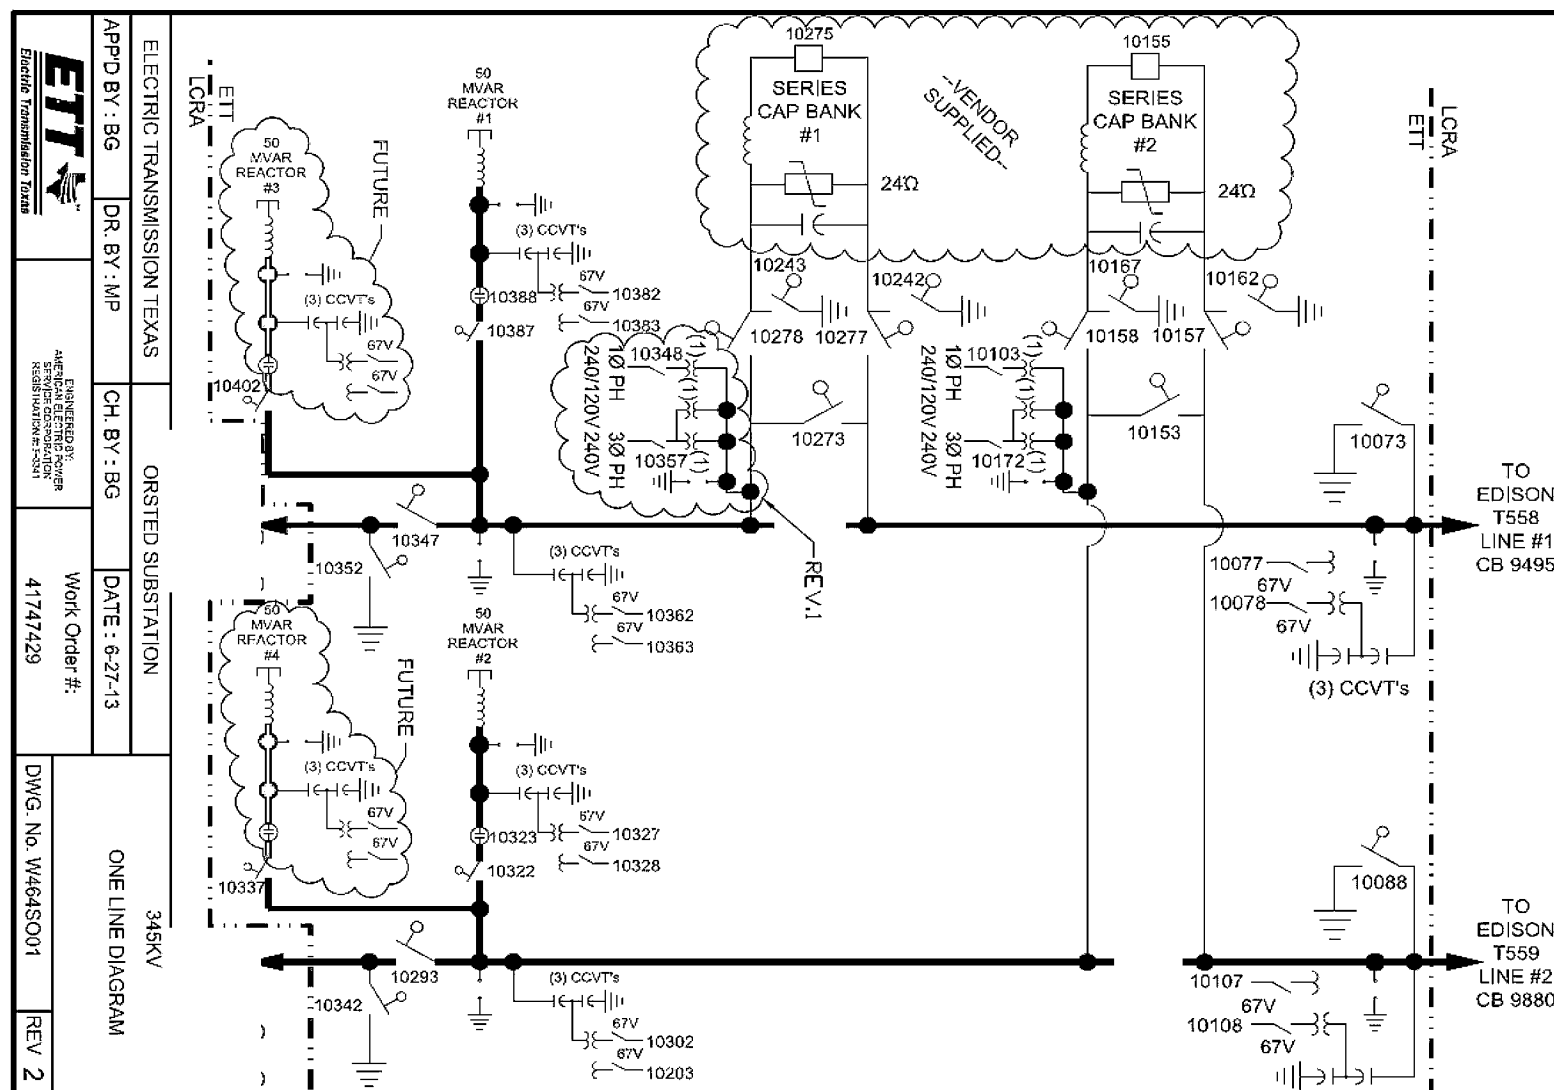 ELECTRIC TRANSMISSION TEXAS
ORSTED SUBSTATION
345KV
ONE LINE DIAGRAM
APP'D BY : BG
DR. BY : MP
CH. BY : BG
DATE : 6-27-13
ETT
Electric Transmission Texas
ENGINEERED BY:
AMERICAN ELECTRIC POWER
SERVICE CORPORATION
Work Order #:
41747429
DWG. No. W464SO01
REV 2
ETT
LCRA
LCRA
ETT
50
MVAR
REACTOR
#3
FUTURE
(3) CCVT's
67V
67V
10402
50
MVAR
REACTOR
#1
(3) CCVT's
67V
10382
67V
10383
10388
10387
10275
SERIES
CAP BANK
#1
24Ω
--VENDOR
SUPPLIED--
10155
SERIES
CAP BANK
#2
24Ω
10243
10242
10278
10277
10273
10167
10162
10158
10157
10153
1Ø PH
240/120V
10348
(1)
(1)
3Ø PH
240V
10357
(1)
REV.1
1Ø PH
240/120V
10103
(1)
(1)
3Ø PH
240V
10172
(1)
10073
TO
EDISON
T558
LINE #1
CB 9495
10347
10352
(3) CCVT's
67V
10362
67V
10363
10077
67V
10078
67V
(3) CCVT's
50
MVAR
REACTOR
#4
FUTURE
(3) CCVT's
67V
67V
10337
50
MVAR
REACTOR
#2
(3) CCVT's
67V
10327
67V
10328
10323
10322
10088
TO
EDISON
T559
LINE #2
CB 9880
10293
10342
(3) CCVT's
67V
10302
67V
10203
10107
67V
10108
67V